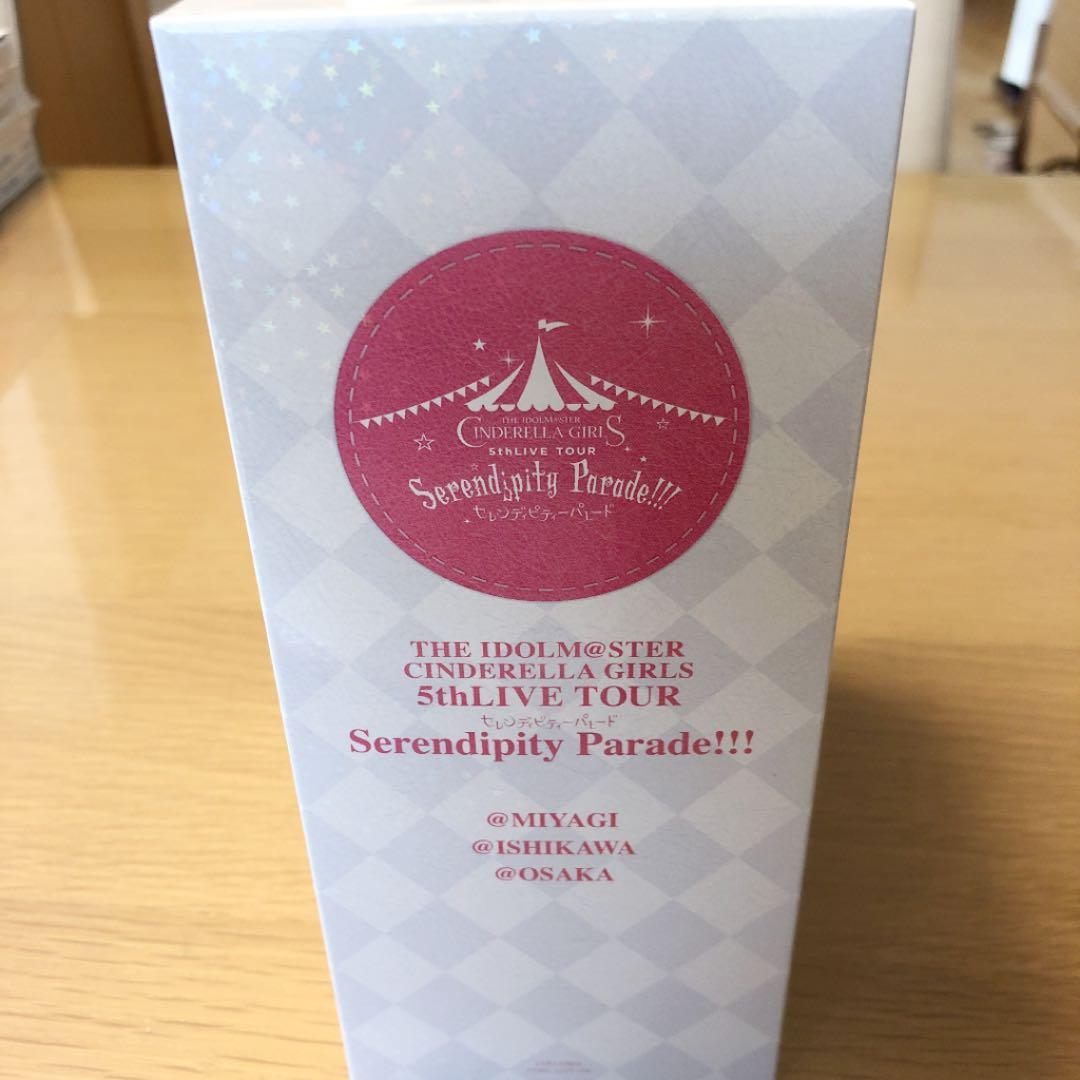 THE IDOLM@STER
CINDERELLA GIRLS
5thLIVE TOUR
Serendipity Parade!!!
セレンディピティーパレード
THE IDOLM@STER
CINDERELLA GIRLS
5thLIVE TOUR
セレンディピティーパレード
Serendipity Parade!!!
@MIYAGI
@ISHIKAWA
@OSAKA